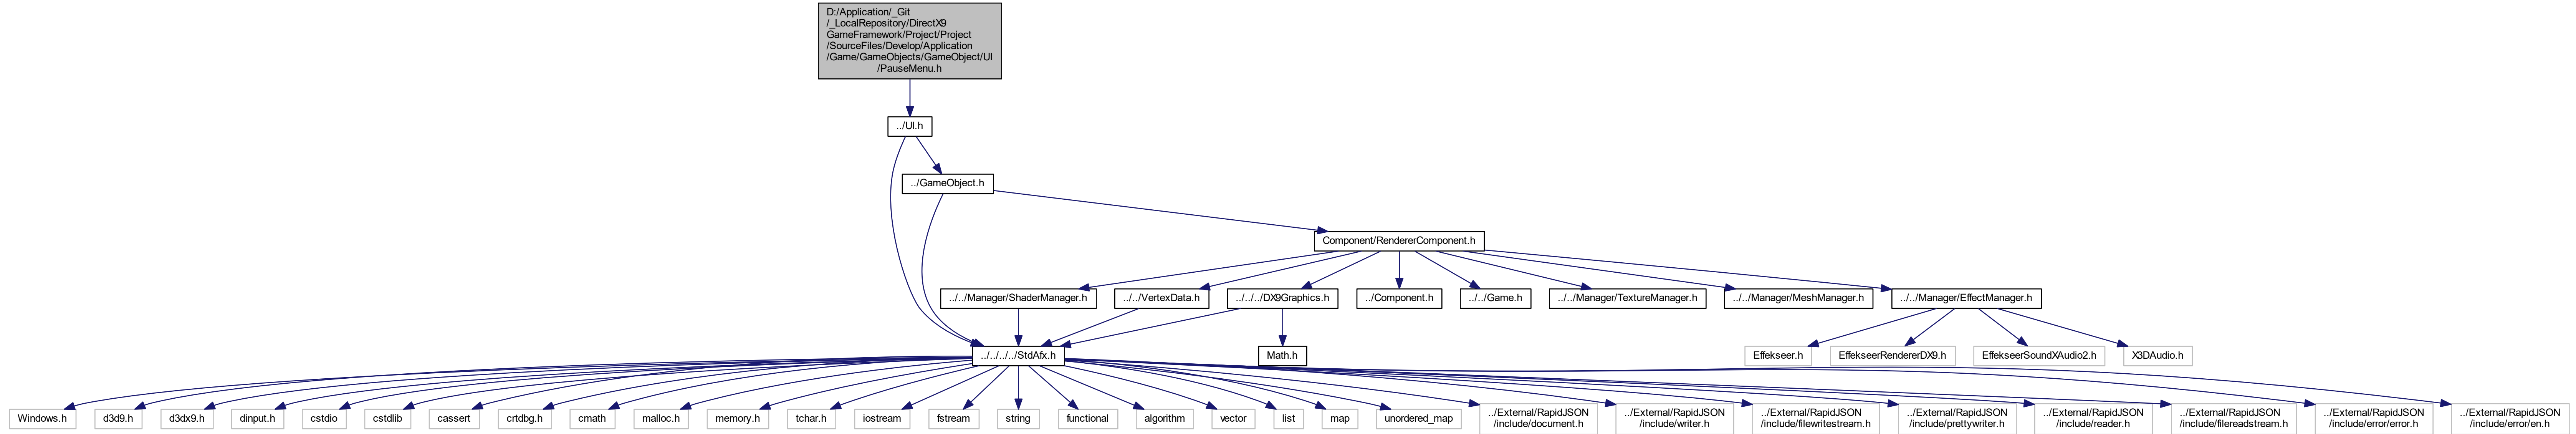 D:/Application/_Git
/_LocalRepository/DirectX9
GameFramework/Project/Project
/SourceFiles/Develop/Application
/Game/GameObjects/GameObject/UI
/PauseMenu.h
../UI.h
../GameObject.h
Component/RendererComponent.h
../../Manager/ShaderManager.h
../../VertexData.h
../../../DX9Graphics.h
../Component.h
../../Game.h
../../Manager/TextureManager.h
../../Manager/MeshManager.h
../../Manager/EffectManager.h
../../../../StdAfx.h
Math.h
Effekseer.h
EffekseerRendererDX9.h
EffekseerSoundXAudio2.h
X3DAudio.h
Windows.h
d3d9.h
d3dx9.h
dinput.h
cstdio
cstdlib
cassert
crtdbg.h
cmath
malloc.h
memory.h
tchar.h
iostream
fstream
string
functional
algorithm
vector
list
map
unordered_map
../External/RapidJSON
/include/document.h
../External/RapidJSON
/include/writer.h
../External/RapidJSON
/include/filewritestream.h
../External/RapidJSON
/include/prettywriter.h
../External/RapidJSON
/include/reader.h
../External/RapidJSON
/include/filereadstream.h
../External/RapidJSON
/include/error/error.h
../External/RapidJSON
/include/error/en.h